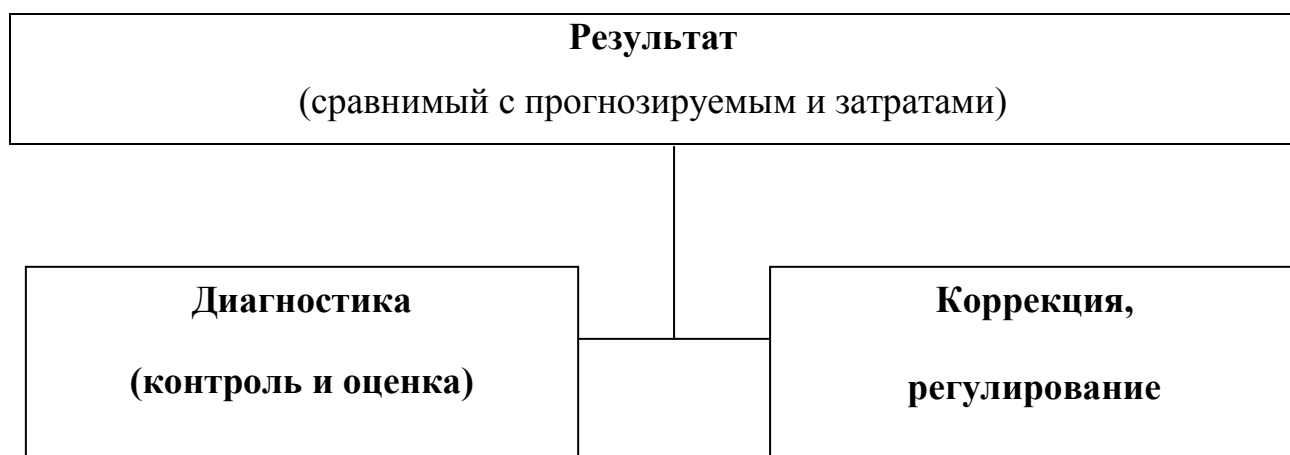 Результат
(сравнимый с прогнозируемым и затратами)
Диагностика
(контроль и оценка)
Коррекция,
регулирование